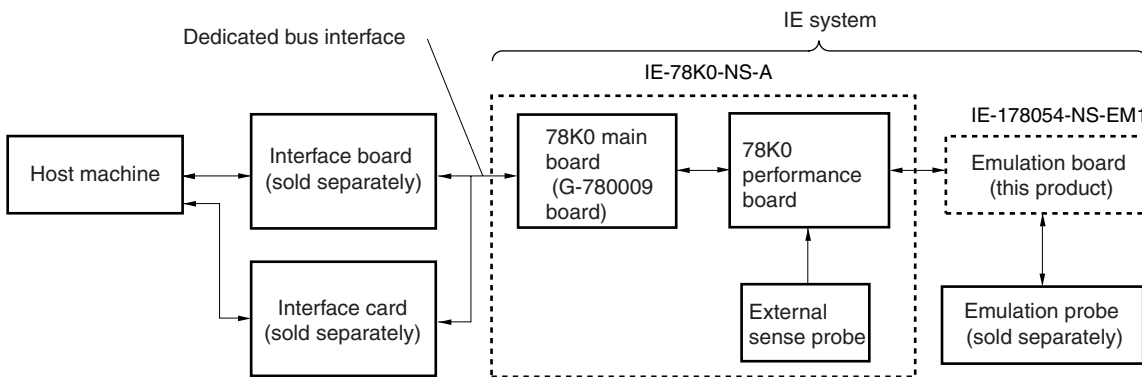 IE system
Dedicated bus interface
IE-78K0-NS-A
IE-178054-NS-EM1
Host machine
Interface board
(sold separately)
78K0 main
board
(G-780009
board)
78K0
performance
board
Emulation board
(this product)
Interface card
(sold separately)
External
sense probe
Emulation probe
(sold separately)